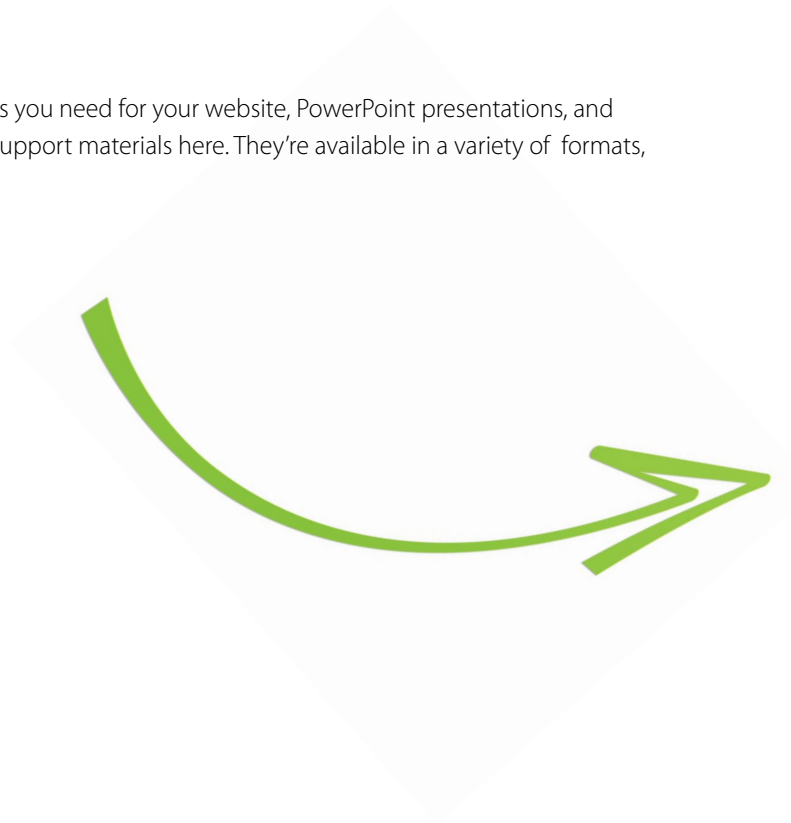 s you need for your website, PowerPoint presentations, and
upport materials here. They’re available in a variety of formats,